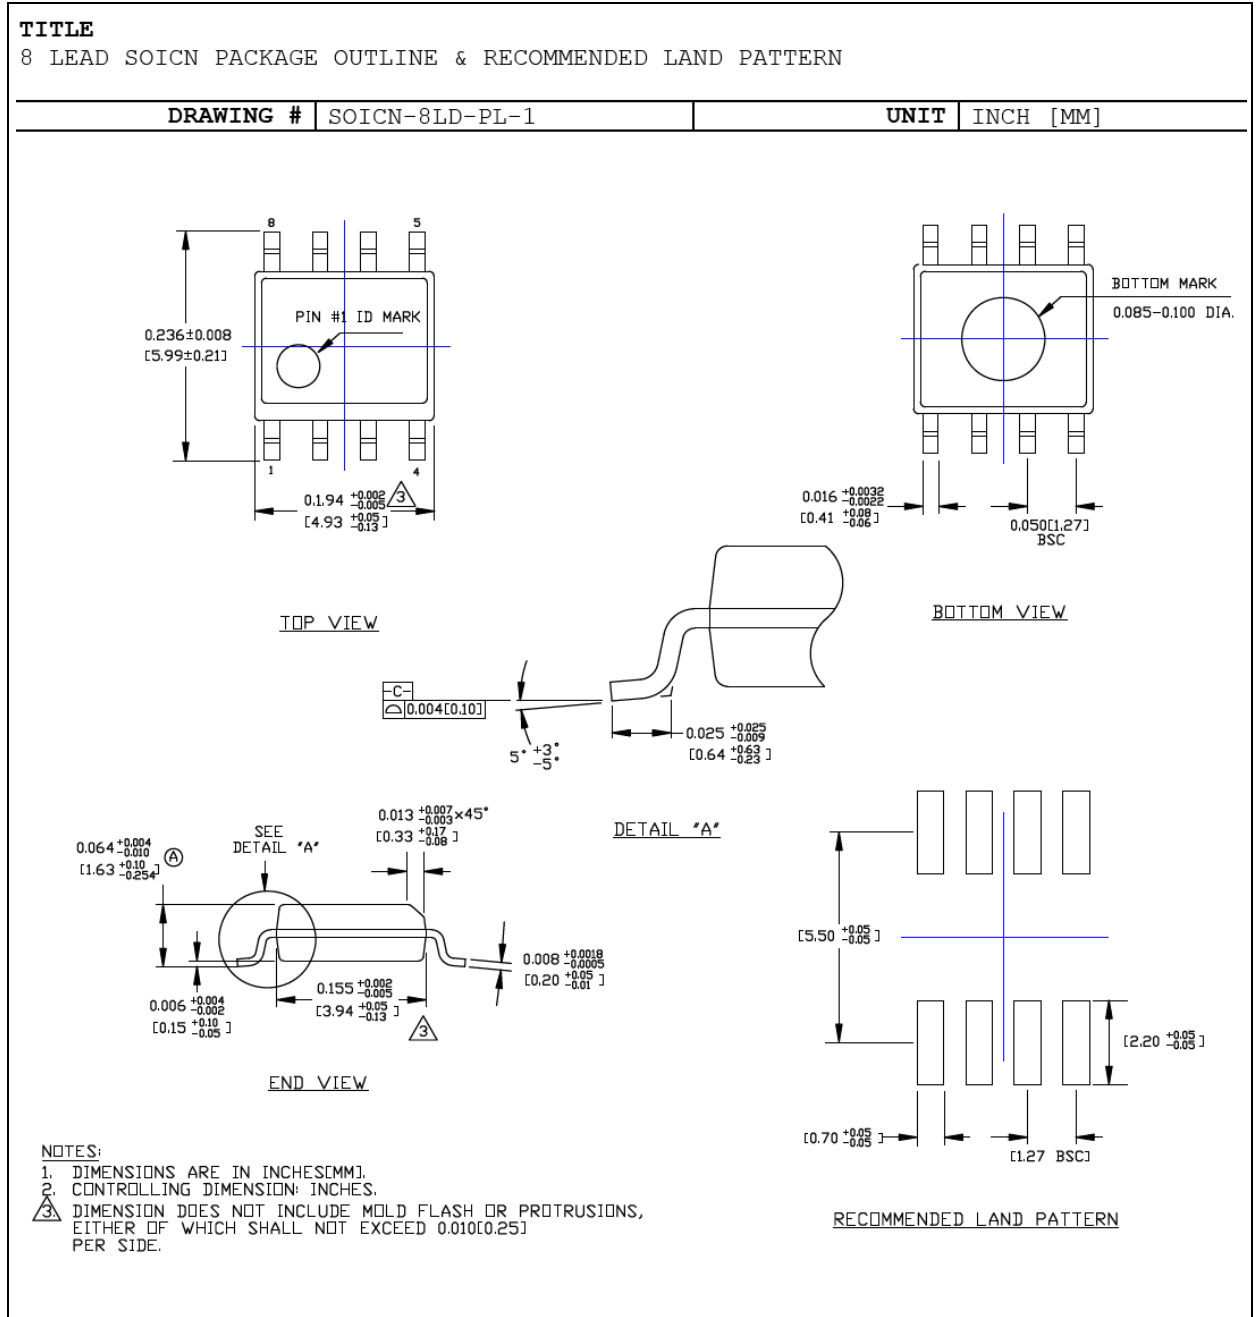 TITLE
8 LEAD SOICN PACKAGE OUTLINE & RECOMMENDED LAND PATTERN
DRAWING # SOICN-8LD-PL-1 UNIT INCH [MM]
8 5
PIN #1 ID MARK
0.236±0.008
[5.99±0.21]
1 4
0.1.94 +0.002 -0.005 3
[4.93 +0.05 -0.13 ]
TOP VIEW
BOTTOM MARK
0.085-0.100 DIA.
0.016 +0.0032 -0.0022
[0.41 +0.08 -0.06 ]
0.050[1.27]
BSC
BOTTOM VIEW
-C-
0.004[0.10]
5° +3° -5°
0.025 +0.025 -0.009
[0.64 +0.63 -0.23 ]
DETAIL "A"
0.064 +0.004 -0.010
[1.63 +0.10 -0.254 ] A
SEE
DETAIL "A"
0.013 +0.007 -0.003 ×45°
[0.33 +0.17 -0.08 ]
0.006 +0.004 -0.002
[0.15 +0.10 -0.05 ]
0.155 +0.002 -0.005
[3.94 +0.05 -0.13 ]
3
0.008 +0.0018 -0.0005
[0.20 +0.05 -0.01 ]
END VIEW
[5.50 +0.05 -0.05 ]
[2.20 +0.05 -0.05 ]
[0.70 +0.05 -0.05 ]
[1.27 BSC]
RECOMMENDED LAND PATTERN
NOTES:
1. DIMENSIONS ARE IN INCHES[MM].
2. CONTROLLING DIMENSION: INCHES.
3. DIMENSION DOES NOT INCLUDE MOLD FLASH OR PROTRUSIONS,
EITHER OF WHICH SHALL NOT EXCEED 0.010[0.25]
PER SIDE.